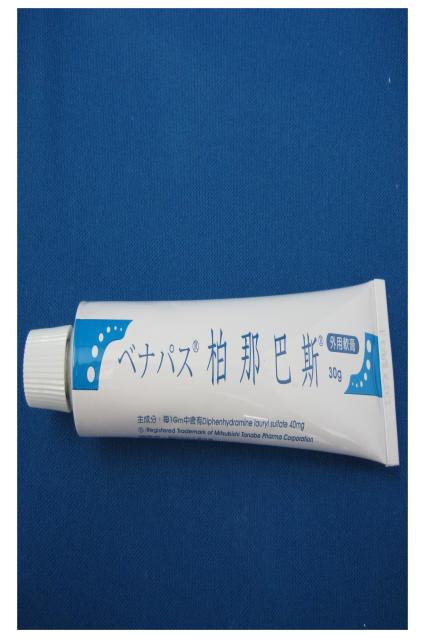 ベナパス® 柏那巴斯® 外用軟膏
30g
主成分：每1Gm中含有Diphenhydramine lauryl sulfate 40mg
®:Registered Trademark of Mitsubishi Tanabe Pharma Corporation